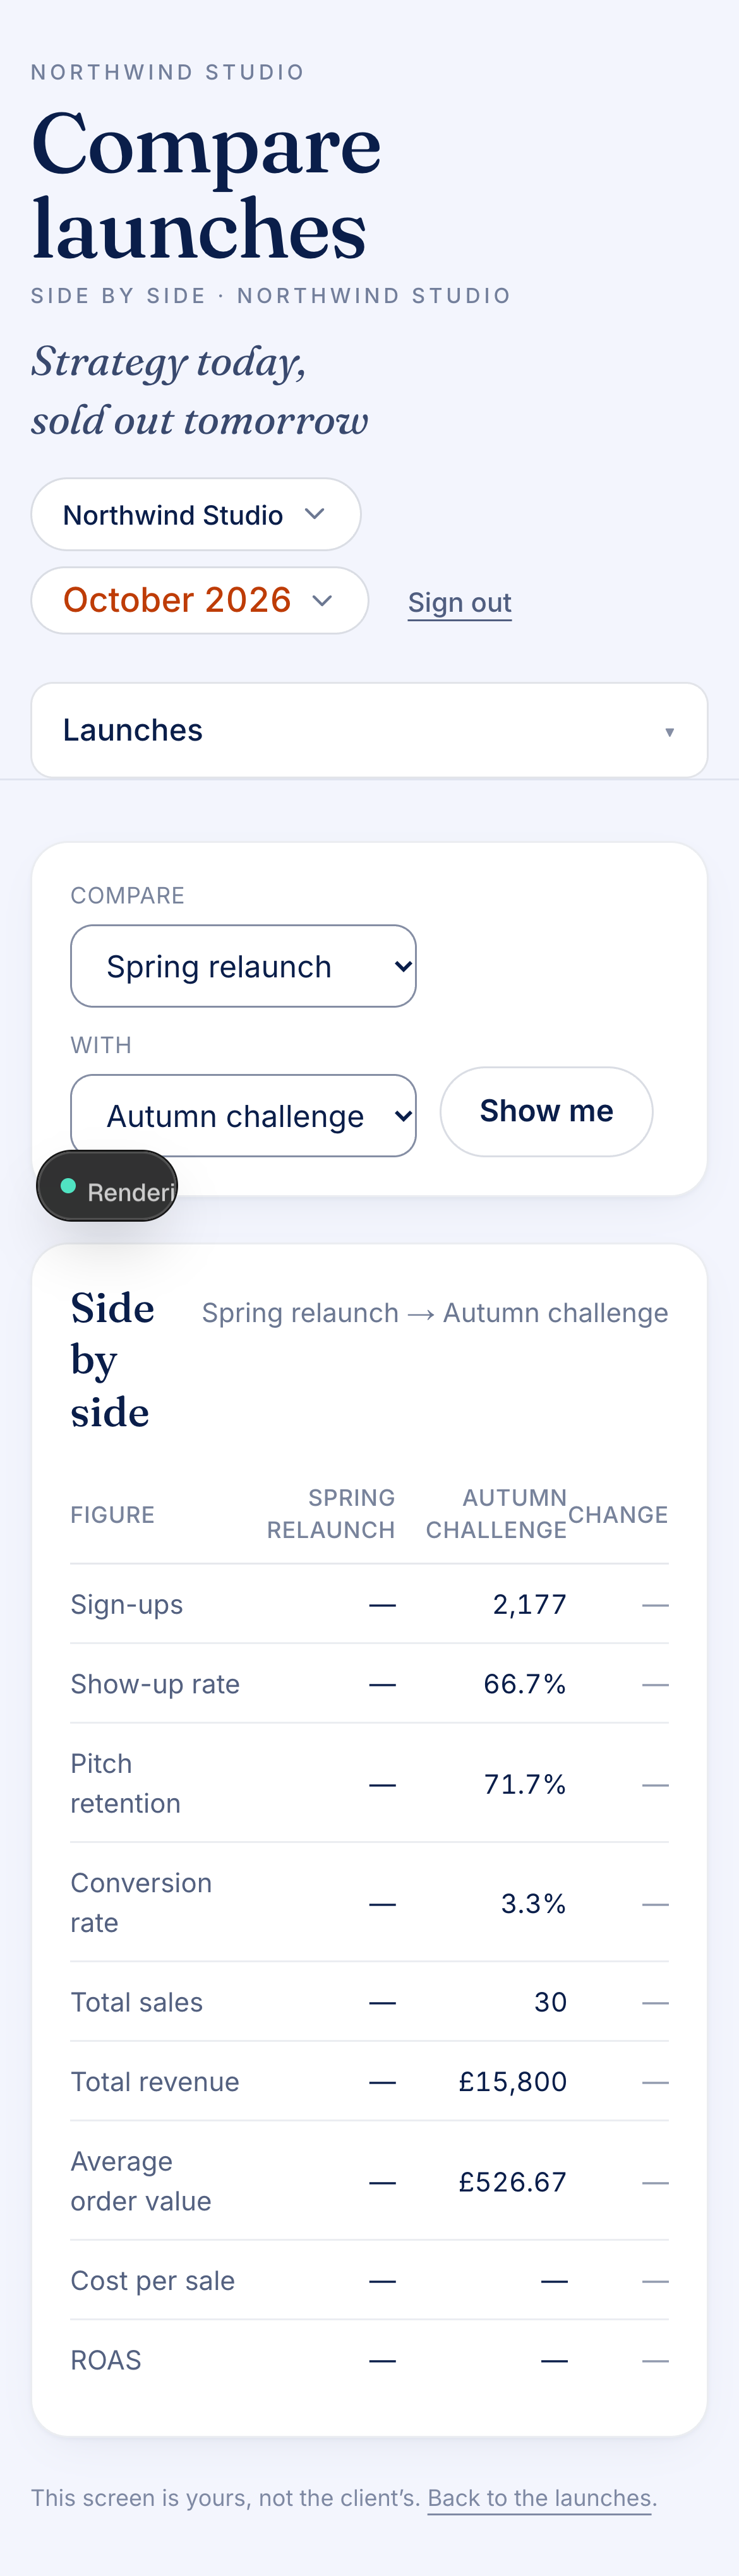 NORTHWIND STUDIO
Compare
launches
SIDE BY SIDE · NORTHWIND STUDIO
Strategy today,
sold out tomorrow
Northwind Studio
October 2026
Sign out
Launches
COMPARE
Spring relaunch
WITH
Autumn challenge
Show me
Renderi
Side
by
side
Spring relaunch → Autumn challenge
FIGURE SPRING RELAUNCH AUTUMN CHALLENGE CHANGE
Sign-ups — 2,177 —
Show-up rate — 66.7% —
Pitch retention — 71.7% —
Conversion rate — 3.3% —
Total sales — 30 —
Total revenue — £15,800 —
Average order value — £526.67 —
Cost per sale — — —
ROAS — — —
This screen is yours, not the client’s. Back to the launches.